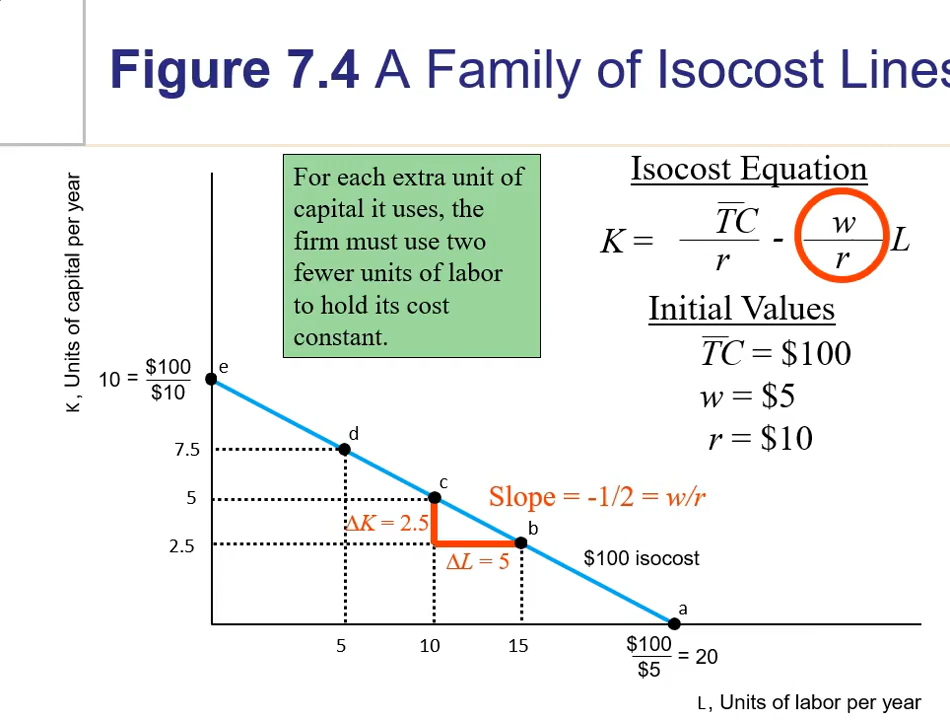 Figure 7.4 A Family of Isocost Lines
K, Units of capital per year
For each extra unit of
capital it uses, the
firm must use two
fewer units of labor
to hold its cost
constant.
Isocost Equation
K = T̅C̅/r - w/r L
Initial Values
T̅C̅ = $100
w = $5
r = $10
10 = $100/$10
e
d
7.5
c
5
Slope = -1/2 = w/r
ΔK = 2.5
b
2.5
ΔL = 5
$100 isocost
a
5
10
15
$100/$5 = 20
L, Units of labor per year